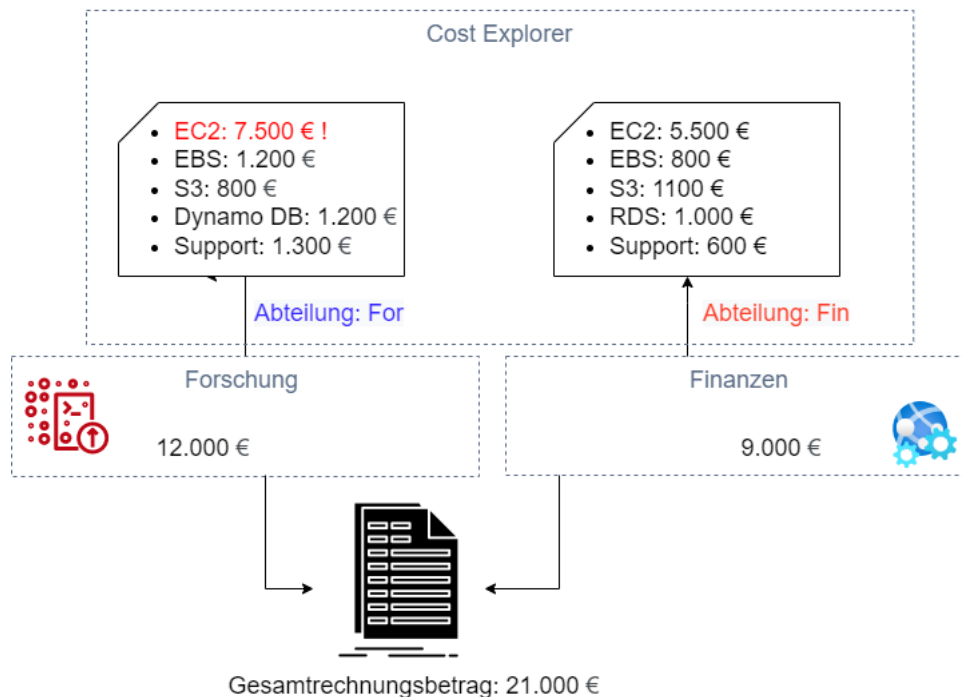 Cost Explorer
EC2: 7.500 € !
EBS: 1.200 €
S3: 800 €
Dynamo DB: 1.200 €
Support: 1.300 €
EC2: 5.500 €
EBS: 800 €
S3: 1100 €
RDS: 1.000 €
Support: 600 €
Abteilung: For
Abteilung: Fin
Forschung
12.000 €
Finanzen
9.000 €
Gesamtrechnungsbetrag: 21.000 €